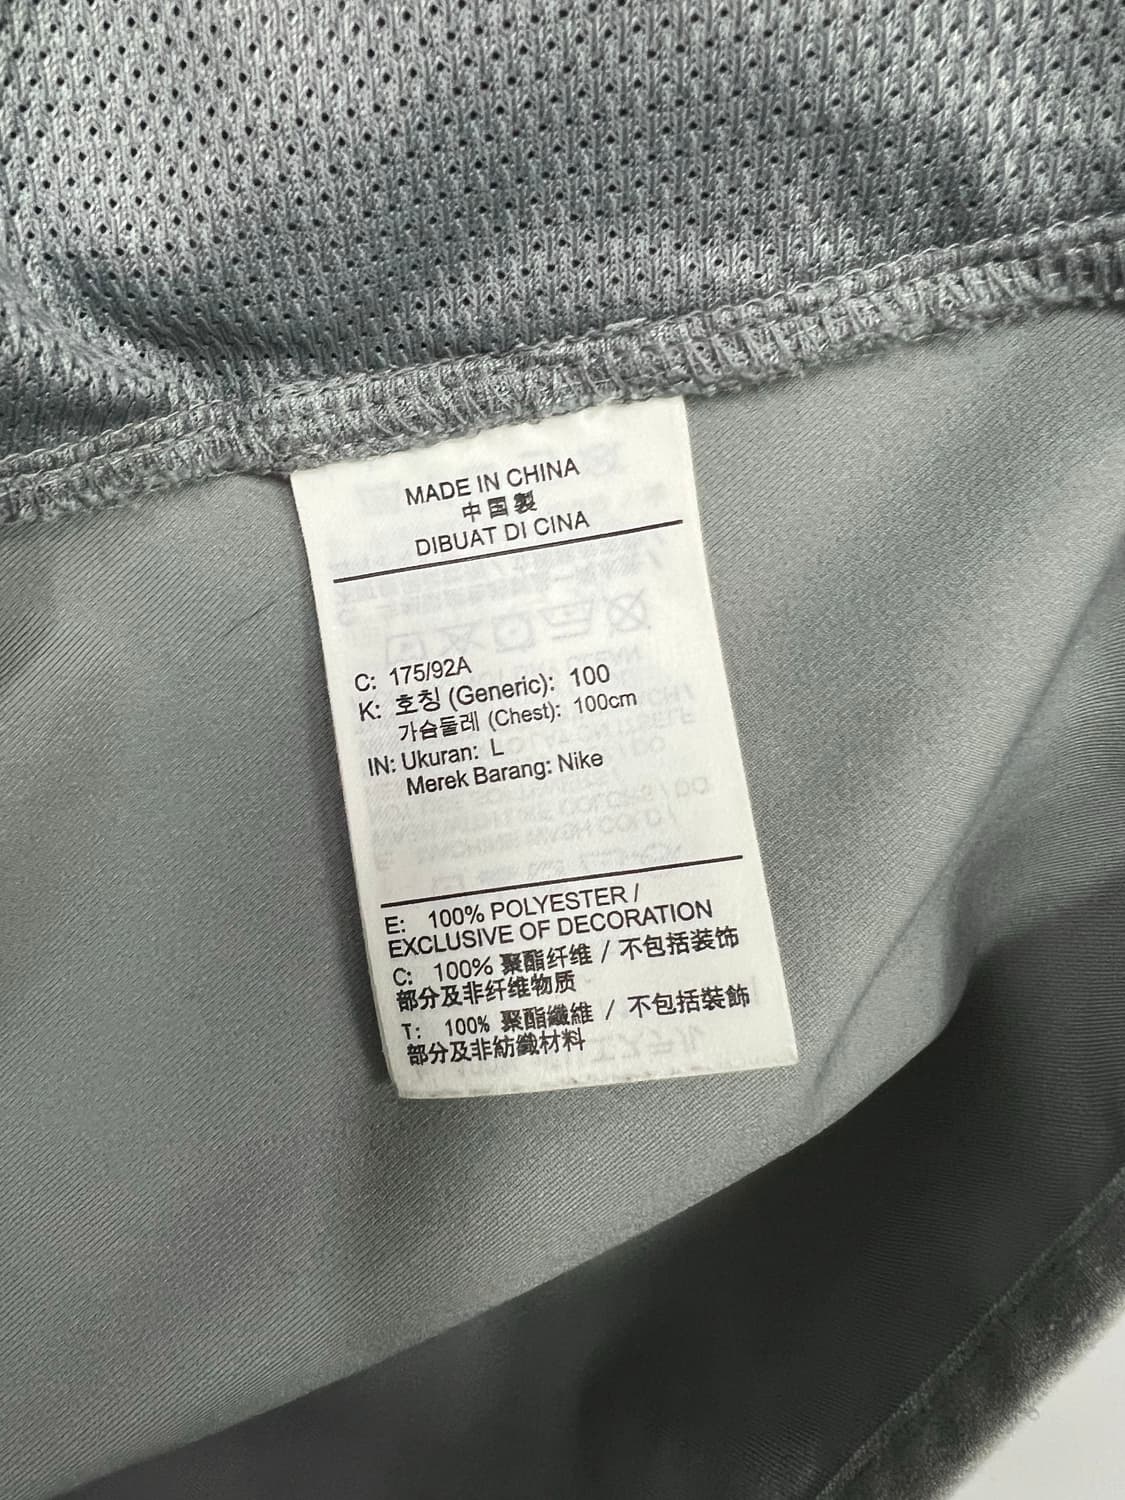 MADE IN CHINA
中国製
DIBUAT DI CINA
C: 175/92A
K: 호칭 (Generic): 100
가슴둘레 (Chest): 100cm
IN: Ukuran: L
Merek Barang: Nike
E: 100% POLYESTER /
EXCLUSIVE OF DECORATION
C: 100% 聚酯纤维 / 不包括装饰
部分及非纤维物质
T: 100% 聚酯纖維 / 不包括裝飾
部分及非紡織材料